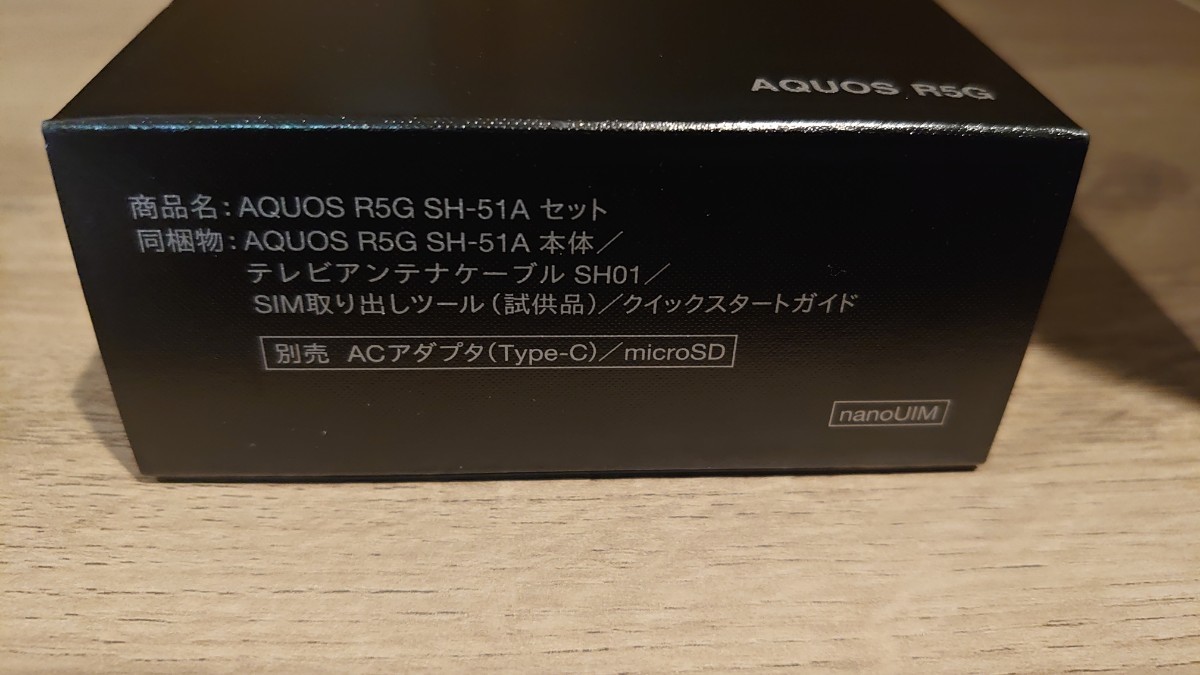 AQUOS R5G
商品名：AQUOS R5G SH-51A セット
同梱物：AQUOS R5G SH-51A 本体／
テレビアンテナケーブル SH01／
SIM取り出しツール（試供品）／クイックスタートガイド
別売 ACアダプタ(Type-C)／microSD
nanoUIM